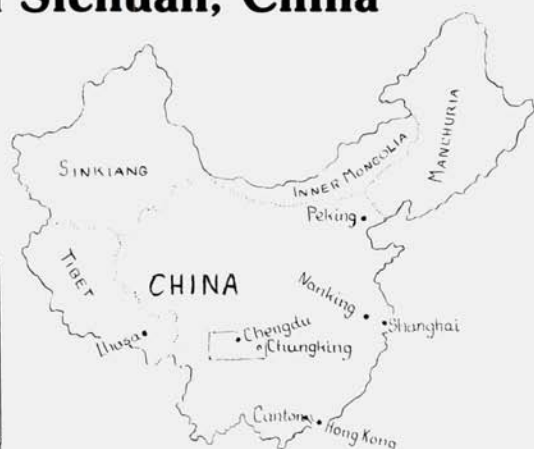 Sichuan, China
MANCHURIA
INNER MONGOLIA
SINKIANG
Peking
TIBET
CHINA
Nanking
Shanghai
Lhasa
Chengdu
Chungking
Canton
Hong Kong